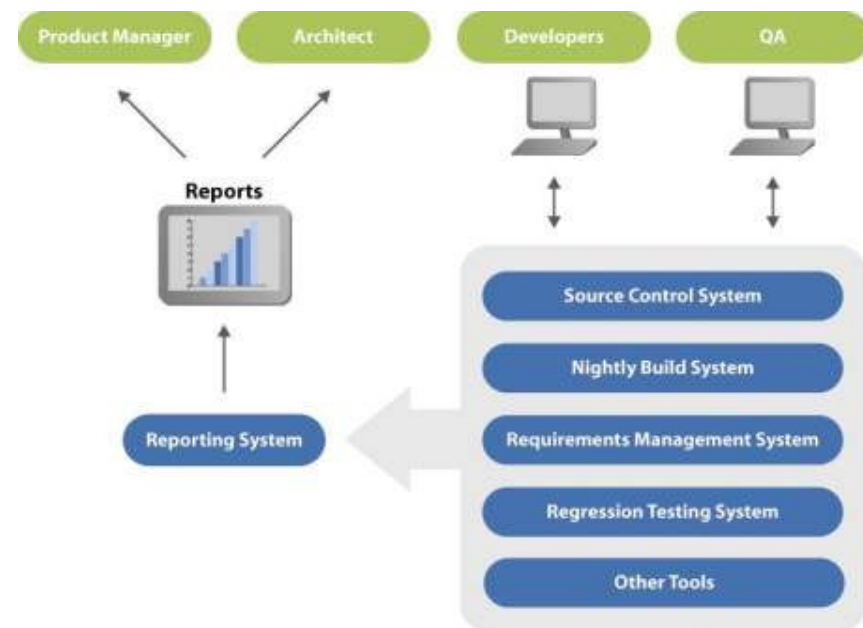 Product Manager
Architect
Developers
QA
Reports
Source Control System
Nightly Build System
Reporting System
Requirements Management System
Regression Testing System
Other Tools